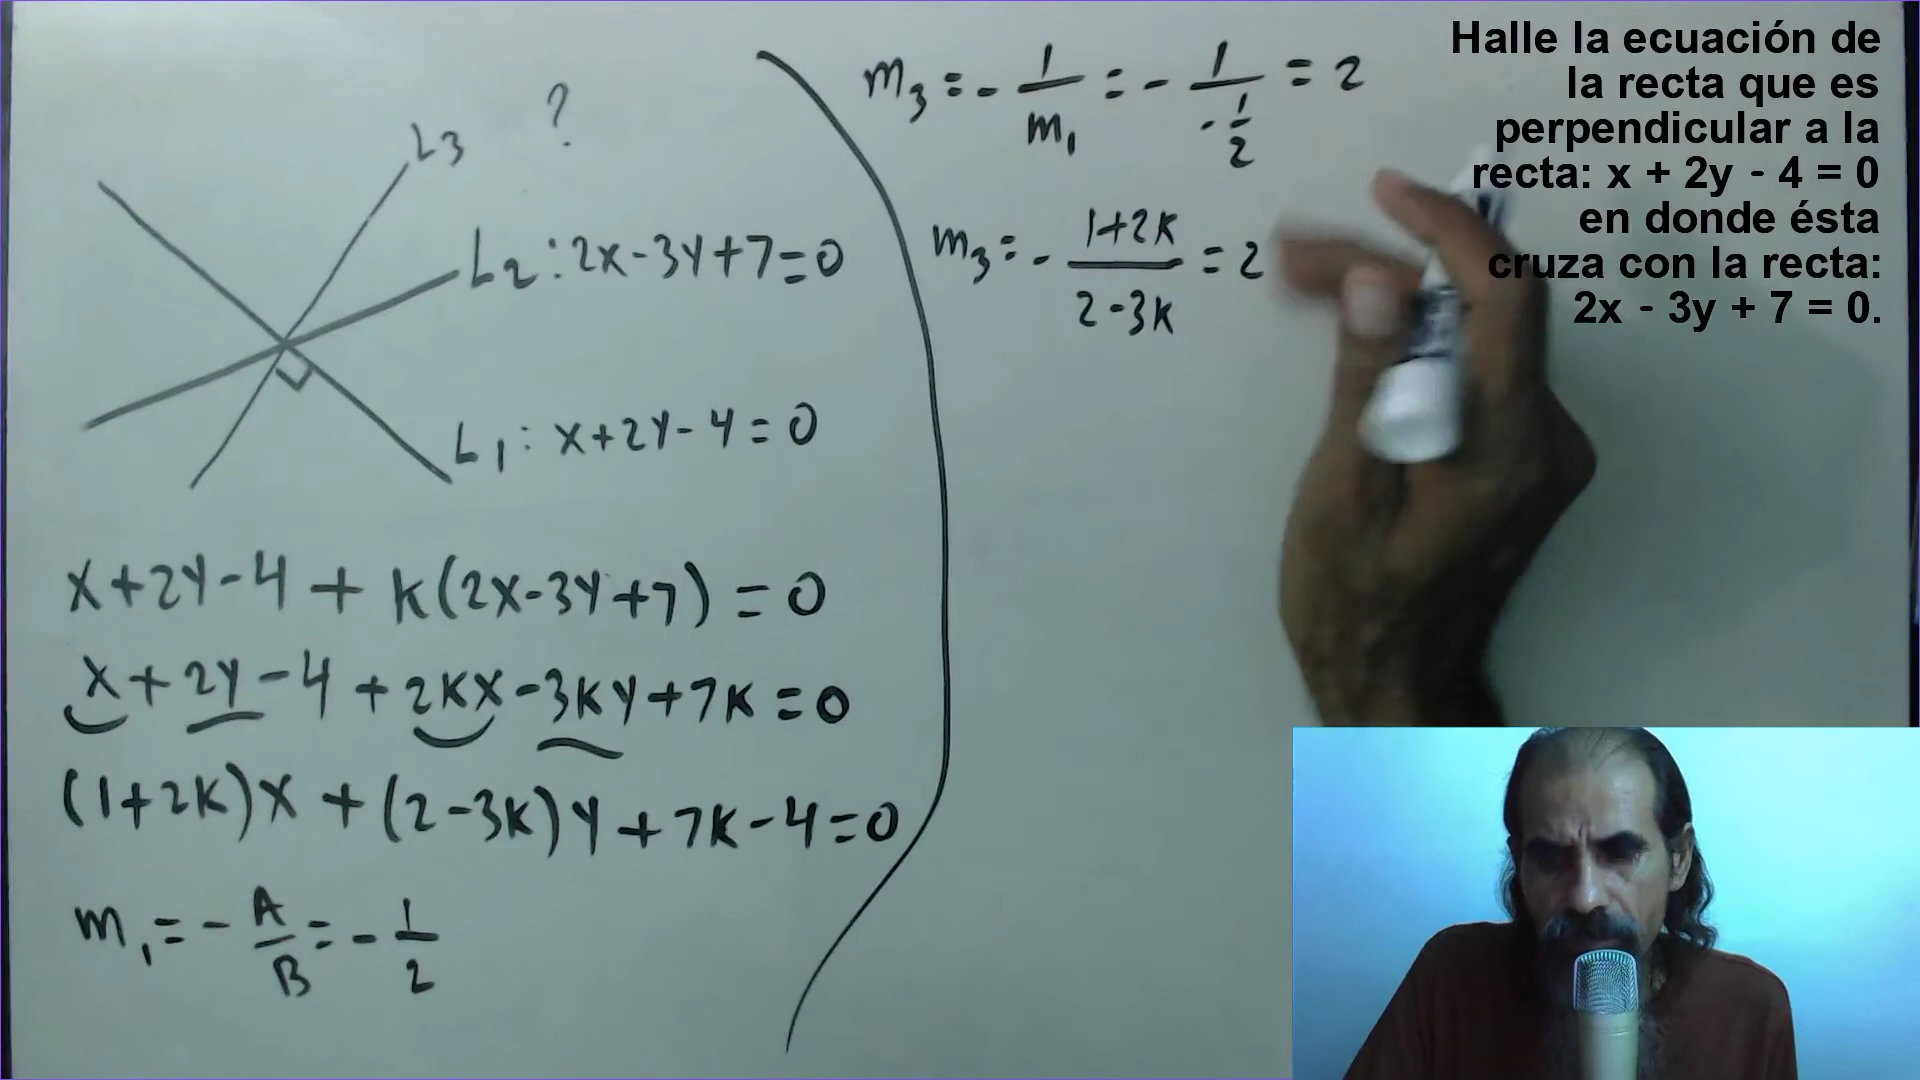 Halle la ecuación de
la recta que es
perpendicular a la
recta: x + 2y - 4 = 0
en donde ésta
cruza con la recta:
2x - 3y + 7 = 0.
L3 ?
L2 : 2x - 3y + 7 = 0
L1 : x + 2y - 4 = 0
x + 2y - 4 + k(2x - 3y + 7) = 0
x + 2y - 4 + 2kx - 3ky + 7k = 0
(1 + 2k)x + (2 - 3k)y + 7k - 4 = 0
m1 = - A/B = - 1/2
m3 = - 1/m1 = - 1/(- 1/2) = 2
m3 = - (1 + 2k)/(2 - 3k) = 2